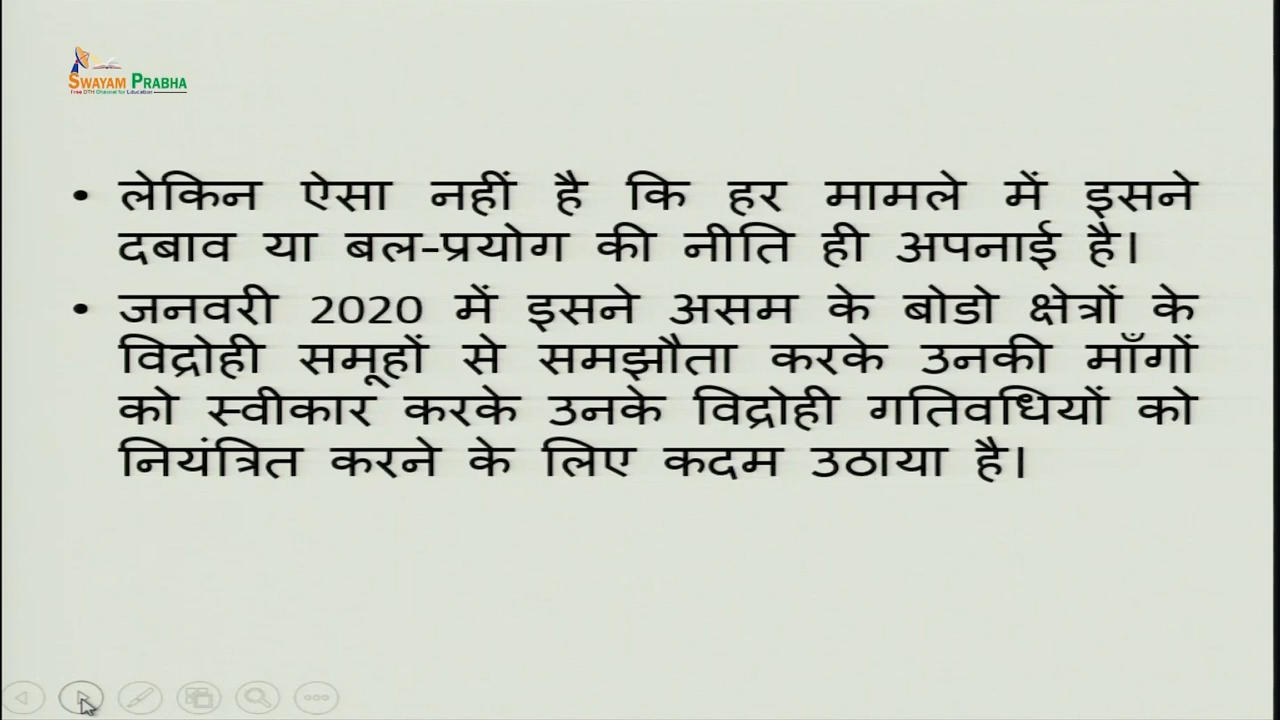 SWAYAM PRABHA
Free DTH Channel for Education
• लेकिन ऐसा नहीं है कि हर मामले में इसने
दबाव या बल-प्रयोग की नीति ही अपनाई है।
• जनवरी 2020 में इसने असम के बोडो क्षेत्रों के
विद्रोही समूहों से समझौता करके उनकी माँगों
को स्वीकार करके उनके विद्रोही गतिवधियों को
नियंत्रित करने के लिए कदम उठाया है।